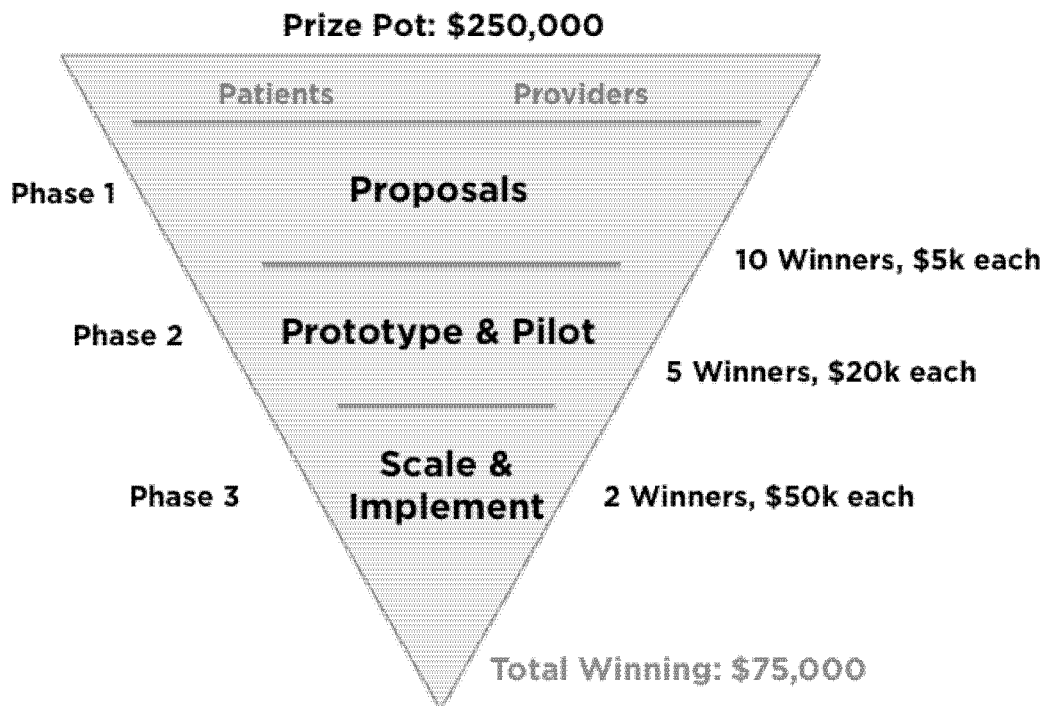 Prize Pot: $250,000
Patients Providers
Phase 1
Proposals
10 Winners, $5k each
Phase 2
Prototype & Pilot
5 Winners, $20k each
Scale &
Implement
Phase 3
2 Winners, $50k each
Total Winning: $75,000